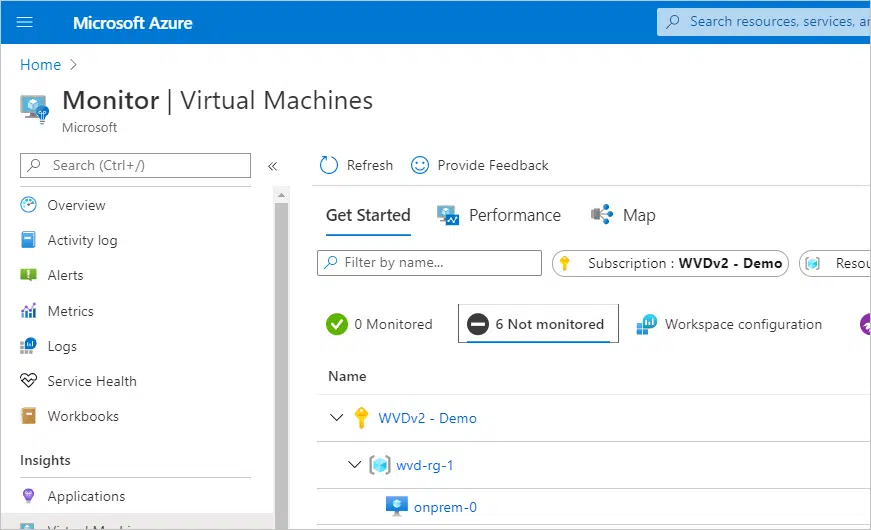 Microsoft Azure
Search resources, services, a
Home
Monitor | Virtual Machines
Microsoft
Search (Ctrl+/)
«
Refresh
Provide Feedback
Overview
Activity log
Alerts
Metrics
Logs
Service Health
Workbooks
Insights
Applications
Get Started
Performance
Map
Filter by name...
Subscription : WVDv2 - Demo
Resou
0 Monitored
6 Not monitored
Workspace configuration
Name
WVDv2 - Demo
wvd-rg-1
onprem-0